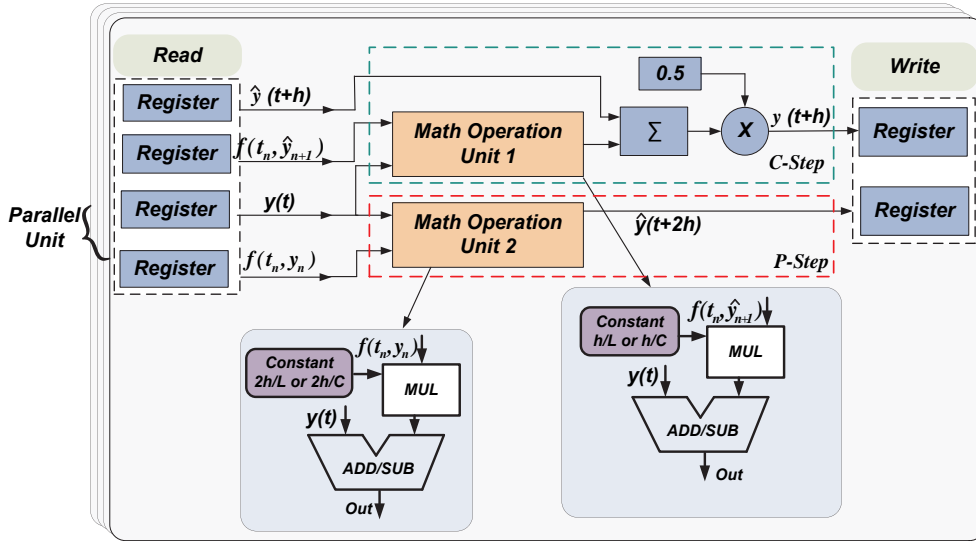 Read
Write
Register
ŷ (t+h)
Register
f(tₙ, ŷₙ₊₁)
Register
y(t)
Register
f(tₙ, yₙ)
Parallel
Unit
Math Operation
Unit 1
Σ
0.5
X
y (t+h)
C-Step
Math Operation
Unit 2
ŷ(t+2h)
P-Step
Register
Register
Constant
2h/L or 2h/C
f(tₙ, yₙ)
MUL
y(t)
ADD/SUB
Out
Constant
h/L or h/C
f(tₙ, ŷₙ₊₁)
MUL
y(t)
ADD/SUB
Out